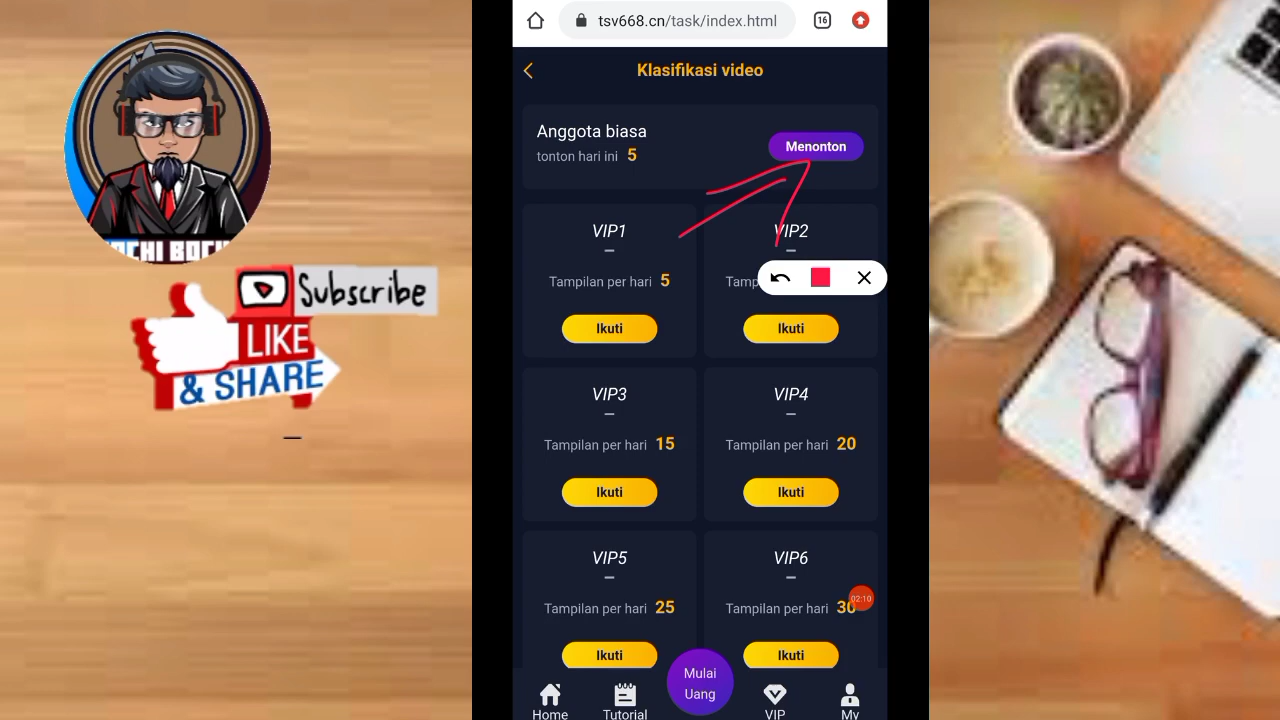 16
tsv668.cn/task/index.html
Klasifikasi video
Anggota biasa
tonton hari ini 5
Menonton
VIP1
Tampilan per hari 5
Ikuti
VIP2
Ikuti
VIP3
Tampilan per hari 15
Ikuti
VIP4
Tampilan per hari 20
Ikuti
VIP5
Tampilan per hari 25
Ikuti
VIP6
Tampilan per hari 30
02:10
Ikuti
Mulai
Uang
Home
Tutorial
VIP
My
Subscribe
LIKE
& SHARE